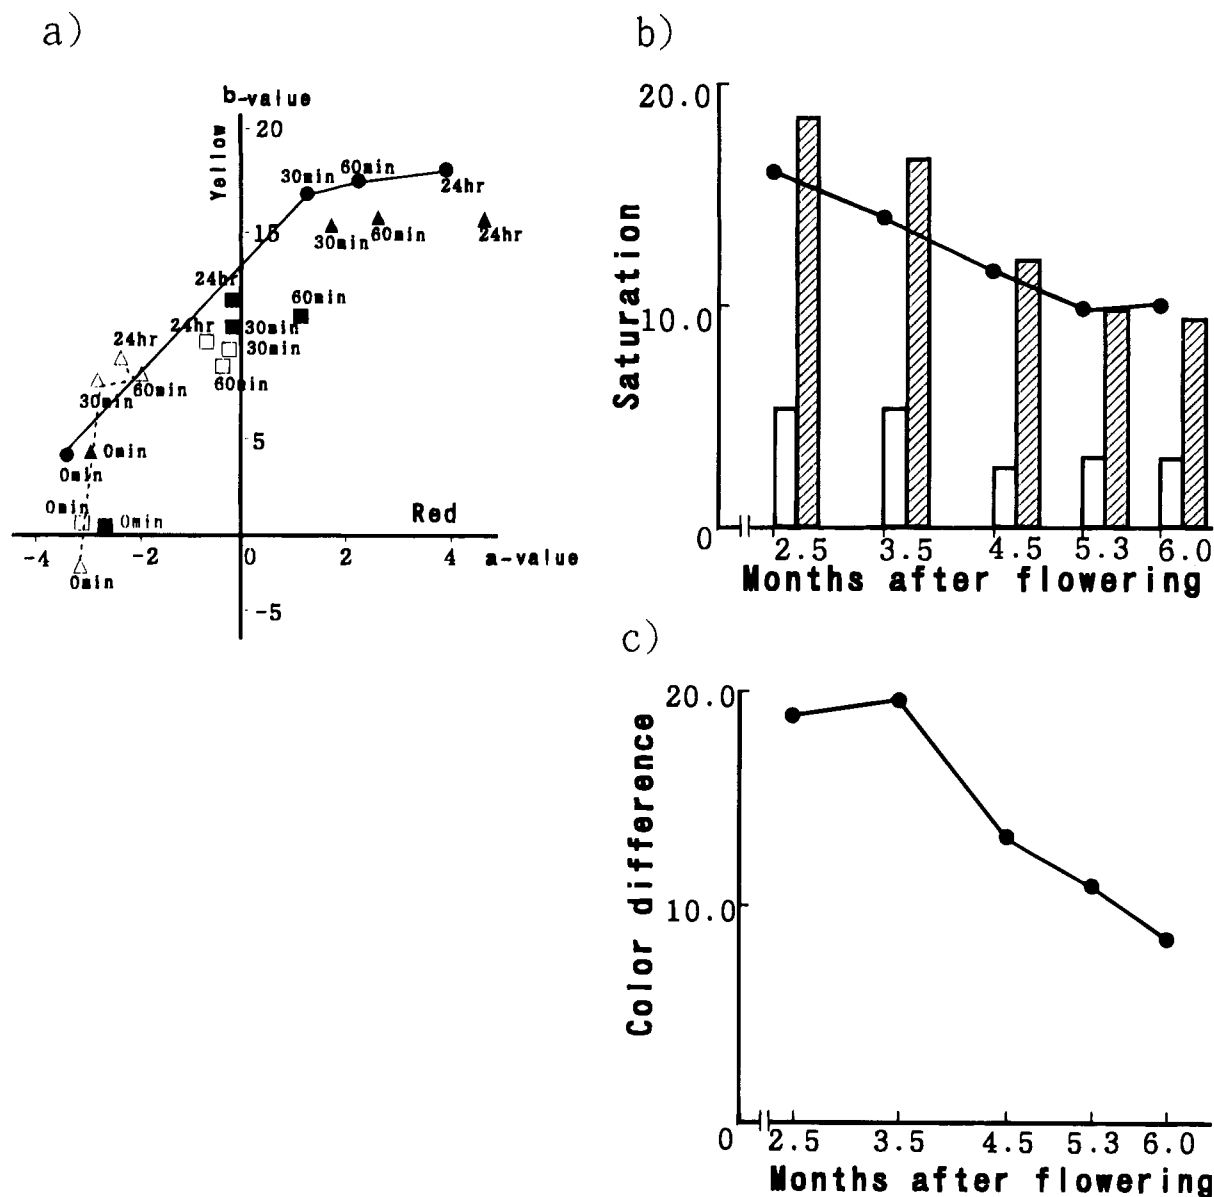 a)
b-value
Yellow
20
30min
60min
24hr
15
30min
60min
24hr
24hr
60min
24hr
30min
30min
60min
24hr
60min
30min
5
0min
0min
0min
0min
0min
Red
-4
-2
0
2
4
a-value
-5
b)
20.0
10.0
0
Saturation
2.5
3.5
4.5
5.3
6.0
Months after flowering
c)
20.0
10.0
0
Color difference
2.5
3.5
4.5
5.3
6.0
Months after flowering